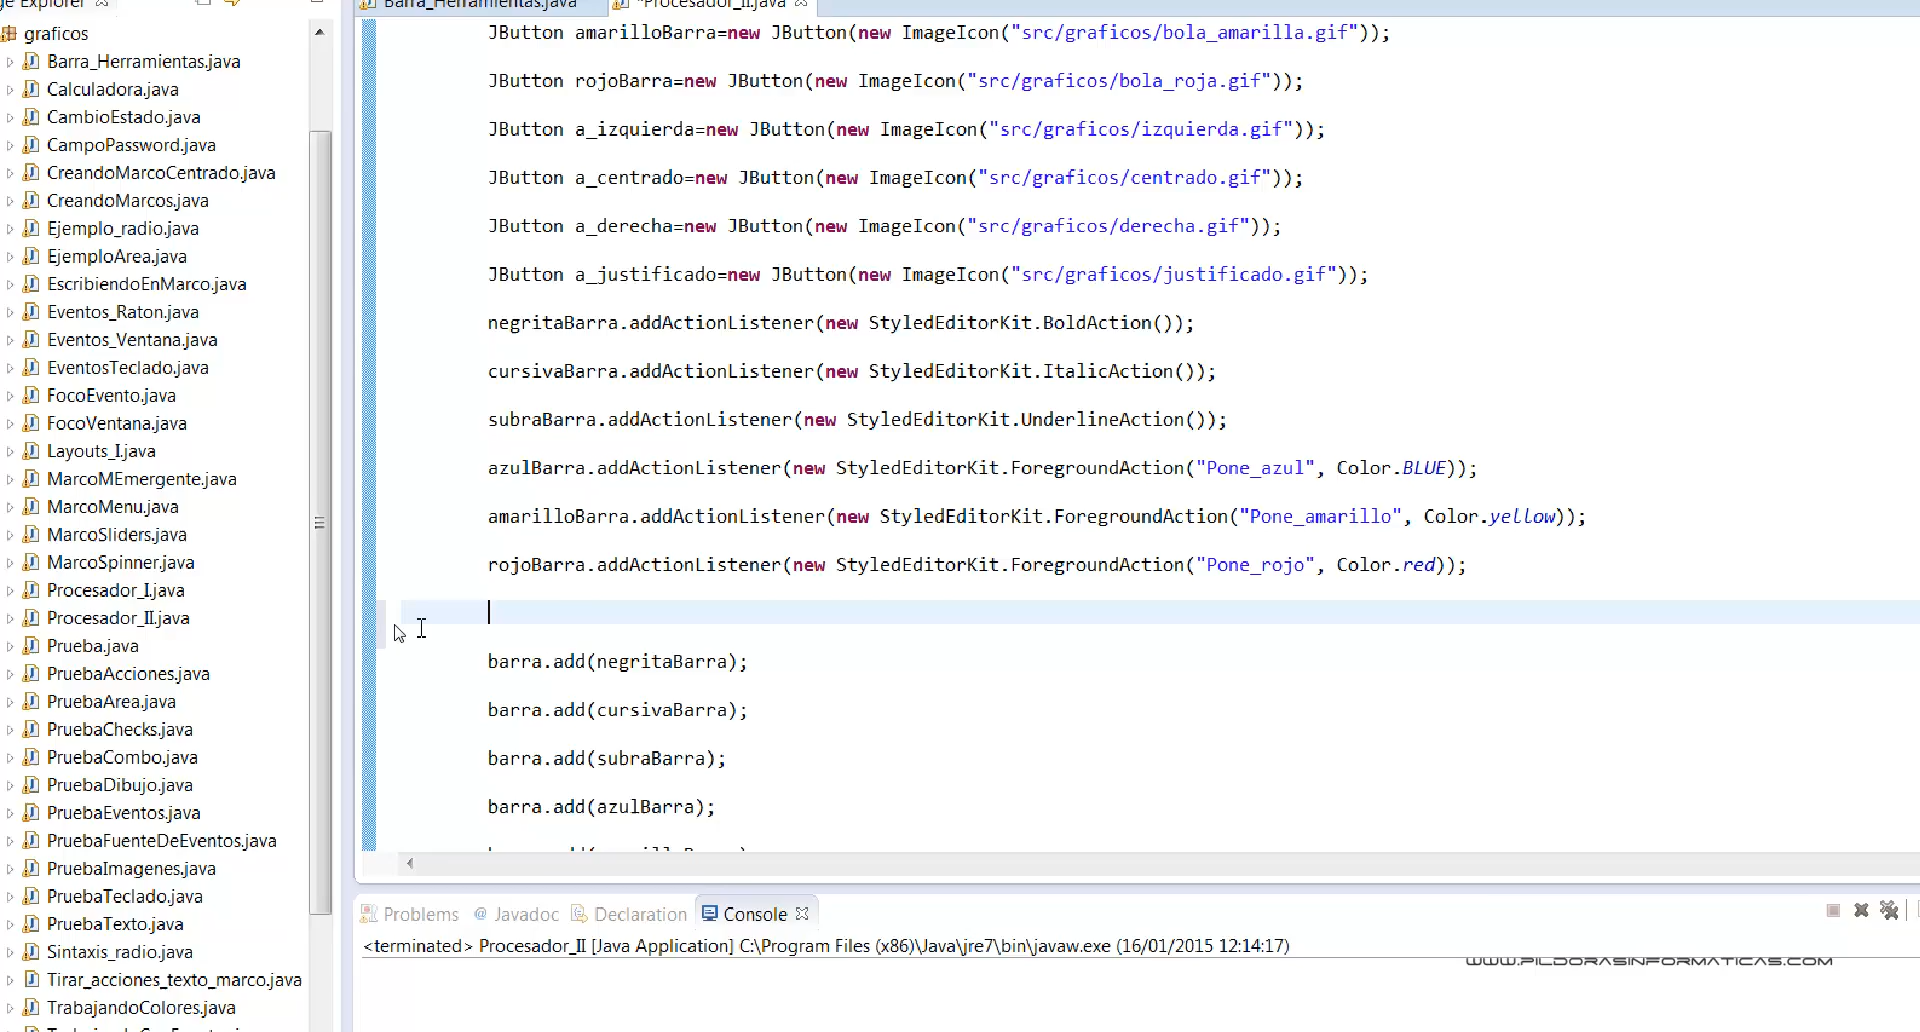 ge Explorer
graficos
Barra_Herramientas.java
Calculadora.java
CambioEstado.java
CampoPassword.java
CreandoMarcoCentrado.java
CreandoMarcos.java
Ejemplo_radio.java
EjemploArea.java
EscribiendoEnMarco.java
Eventos_Raton.java
Eventos_Ventana.java
EventosTeclado.java
FocoEvento.java
FocoVentana.java
Layouts_I.java
MarcoMEmergente.java
MarcoMenu.java
MarcoSliders.java
MarcoSpinner.java
Procesador_I.java
Procesador_II.java
Prueba.java
PruebaAcciones.java
PruebaArea.java
PruebaChecks.java
PruebaCombo.java
PruebaDibujo.java
PruebaEventos.java
PruebaFuenteDeEventos.java
PruebaImagenes.java
PruebaTeclado.java
PruebaTexto.java
Sintaxis_radio.java
Tirar_acciones_texto_marco.java
TrabajandoColores.java
Barra_Herramientas.java
*Procesador_II.java
JButton amarilloBarra=new JButton(new ImageIcon("src/graficos/bola_amarilla.gif"));
JButton rojoBarra=new JButton(new ImageIcon("src/graficos/bola_roja.gif"));
JButton a_izquierda=new JButton(new ImageIcon("src/graficos/izquierda.gif"));
JButton a_centrado=new JButton(new ImageIcon("src/graficos/centrado.gif"));
JButton a_derecha=new JButton(new ImageIcon("src/graficos/derecha.gif"));
JButton a_justificado=new JButton(new ImageIcon("src/graficos/justificado.gif"));
negritaBarra.addActionListener(new StyledEditorKit.BoldAction());
cursivaBarra.addActionListener(new StyledEditorKit.ItalicAction());
subraBarra.addActionListener(new StyledEditorKit.UnderlineAction());
azulBarra.addActionListener(new StyledEditorKit.ForegroundAction("Pone_azul", Color.BLUE));
amarilloBarra.addActionListener(new StyledEditorKit.ForegroundAction("Pone_amarillo", Color.yellow));
rojoBarra.addActionListener(new StyledEditorKit.ForegroundAction("Pone_rojo", Color.red));
barra.add(negritaBarra);
barra.add(cursivaBarra);
barra.add(subraBarra);
barra.add(azulBarra);
Problems @ Javadoc Declaration Console
<terminated> Procesador_II [Java Application] C:\Program Files (x86)\Java\jre7\bin\javaw.exe (16/01/2015 12:14:17)
WWW.PILDORASINFORMATICAS.COM